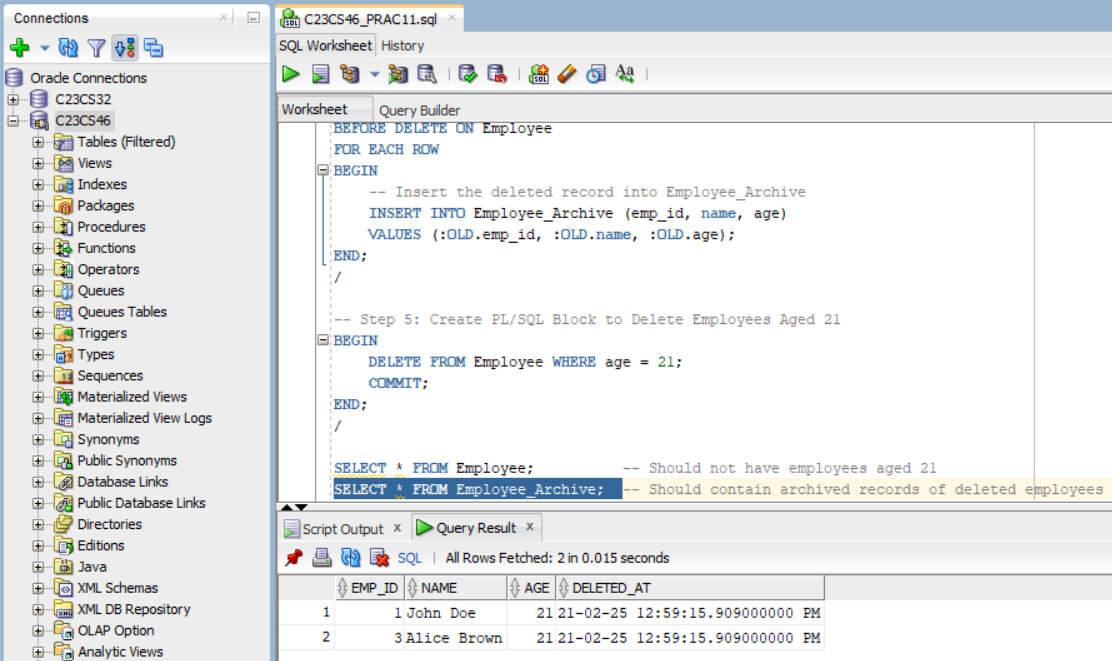 Connections
C23CS46_PRAC11.sql
SQL Worksheet History
Oracle Connections
C23CS32
C23CS46
Tables (Filtered)
Views
Indexes
Packages
Procedures
Functions
Operators
Queues
Queues Tables
Triggers
Types
Sequences
Materialized Views
Materialized View Logs
Synonyms
Public Synonyms
Database Links
Public Database Links
Directories
Editions
Java
XML Schemas
XML DB Repository
OLAP Option
Analytic Views
Worksheet Query Builder
BEFORE DELETE ON Employee
FOR EACH ROW
BEGIN
-- Insert the deleted record into Employee_Archive
INSERT INTO Employee_Archive (emp_id, name, age)
VALUES (:OLD.emp_id, :OLD.name, :OLD.age);
END;
/
-- Step 5: Create PL/SQL Block to Delete Employees Aged 21
BEGIN
DELETE FROM Employee WHERE age = 21;
COMMIT;
END;
/
SELECT * FROM Employee; -- Should not have employees aged 21
SELECT * FROM Employee_Archive; -- Should contain archived records of deleted employees
Script Output x Query Result x
SQL | All Rows Fetched: 2 in 0.015 seconds
EMP_ID NAME AGE DELETED_AT
1 1 John Doe 21 21-02-25 12:59:15.909000000 PM
2 3 Alice Brown 21 21-02-25 12:59:15.909000000 PM